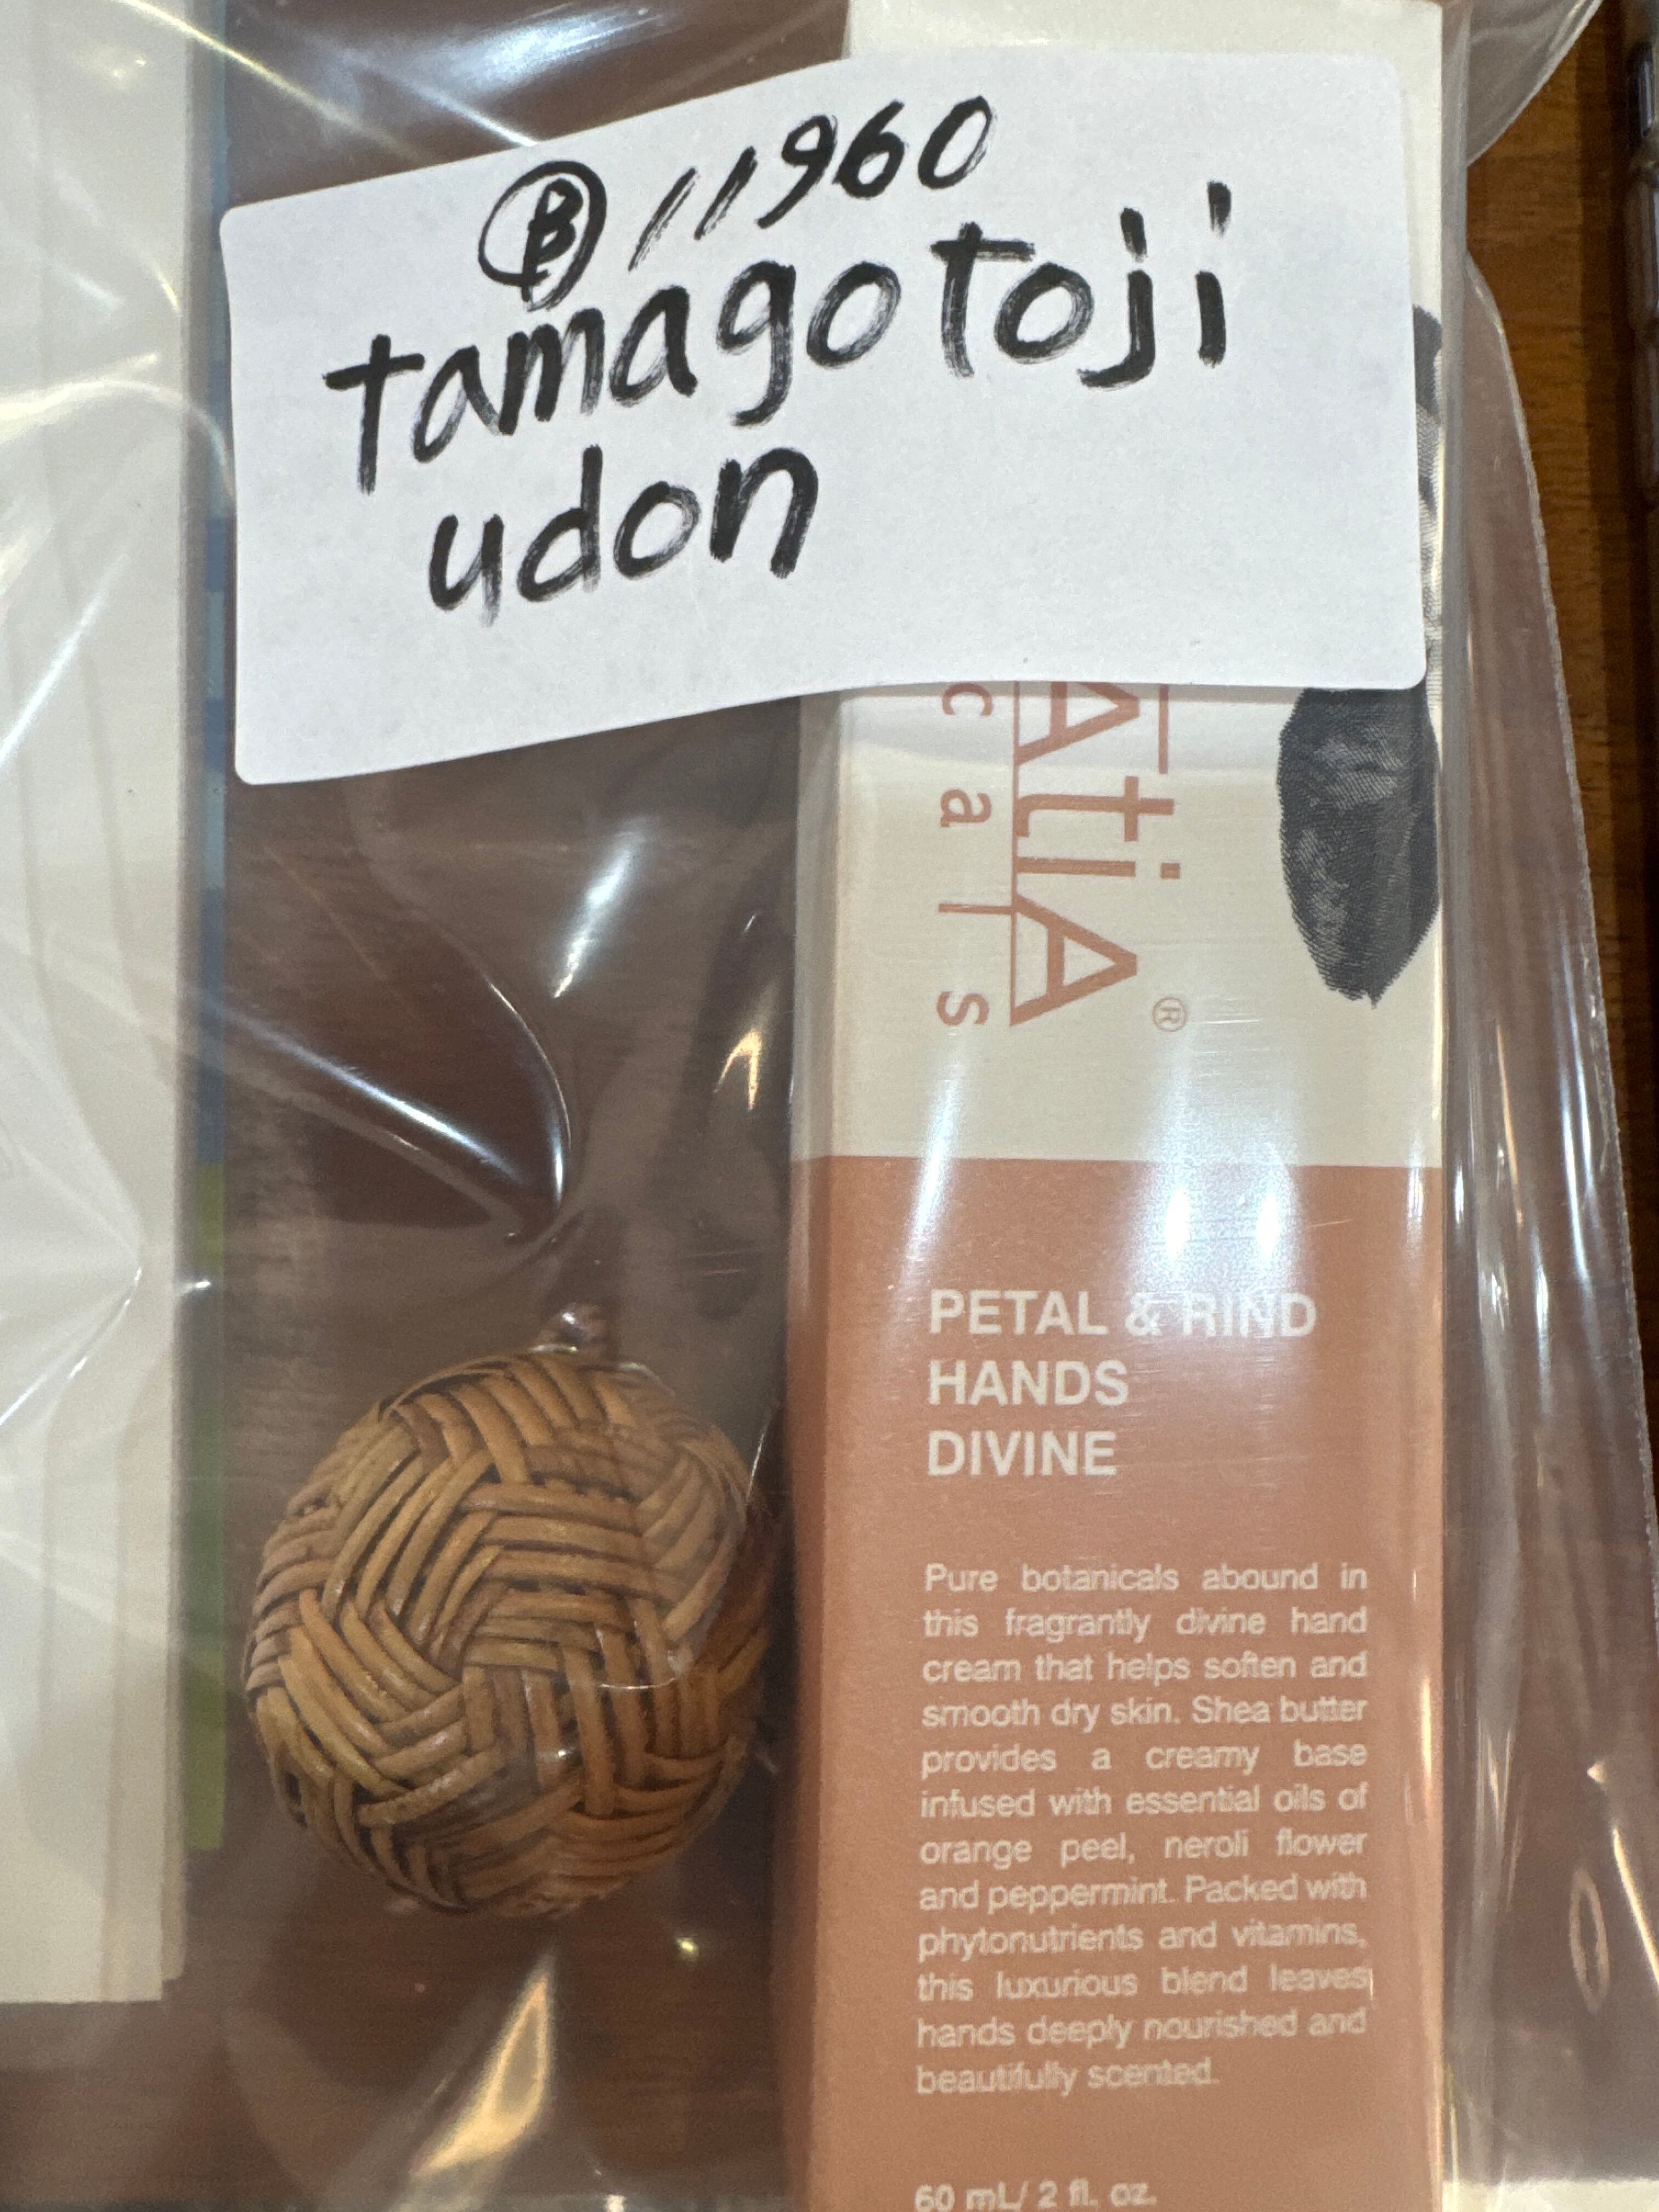 Ⓑ 11960
tamagotoji
udon
AtiA®
cals
PETAL & RIND
HANDS
DIVINE
Pure botanicals abound in
this fragrantly divine hand
cream that helps soften and
smooth dry skin. Shea butter
provides a creamy base
infused with essential oils of
orange peel, neroli flower
and peppermint. Packed with
phytonutrients and vitamins,
this luxurious blend leaves
hands deeply nourished and
beautifully scented.
60 mL/ 2 fl. oz.